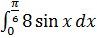 ∫₀^{π/6} 8 sin x dx